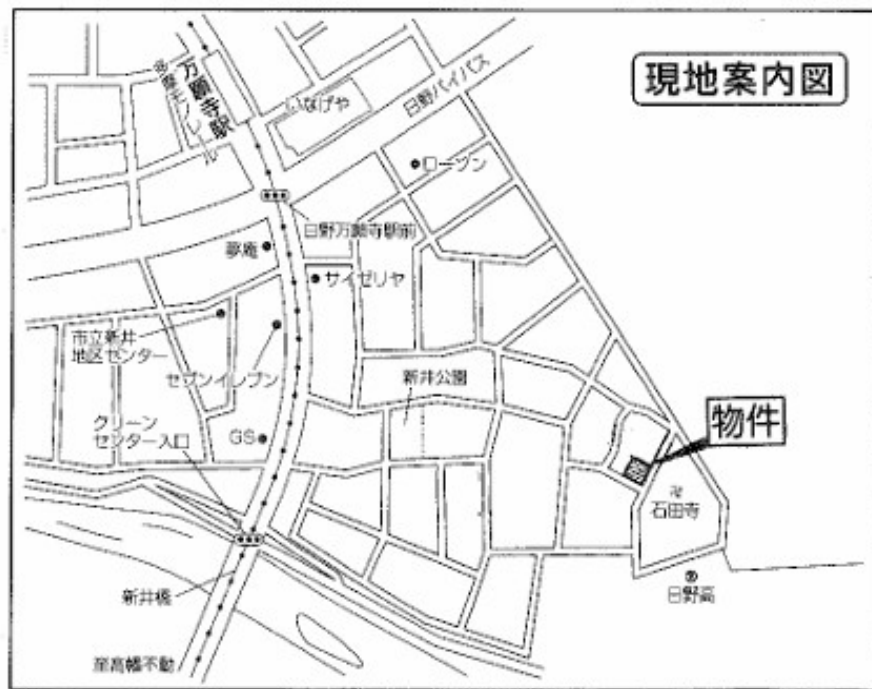 現地案内図
万願寺駅
多摩モノレール
いなげや
日野バイパス
ローソン
日野万願寺駅前
夢庵
サイゼリヤ
市立新井
地区センター
セブンイレブン
新井公園
物件
クリーン
センター入口
GS
卍
石田寺
新井橋
日野高
至高幡不動